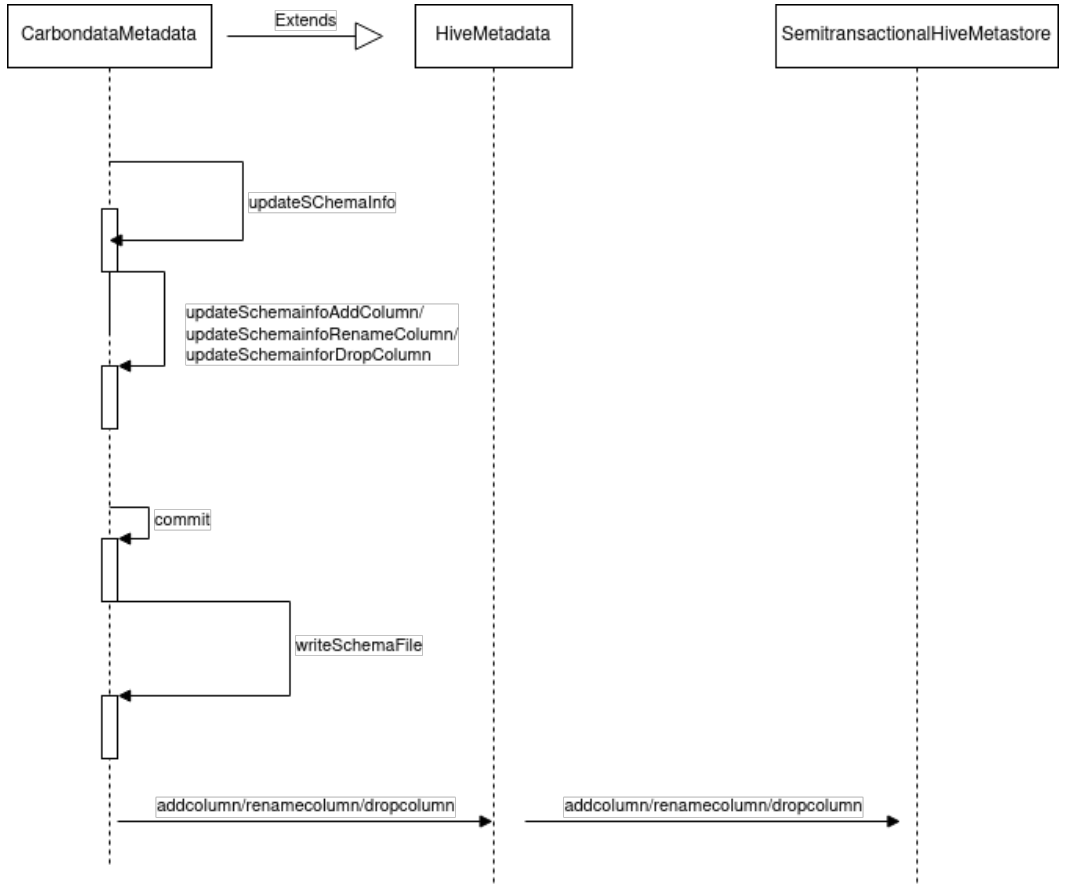 CarbondataMetadata
Extends
HiveMetadata
SemitransactionalHiveMetastore
updateSChemaInfo
updateSchemainfoAddColumn/
updateSchemainfoRenameColumn/
updateSchemainforDropColumn
commit
writeSchemaFile
addcolumn/renamecolumn/dropcolumn
addcolumn/renamecolumn/dropcolumn